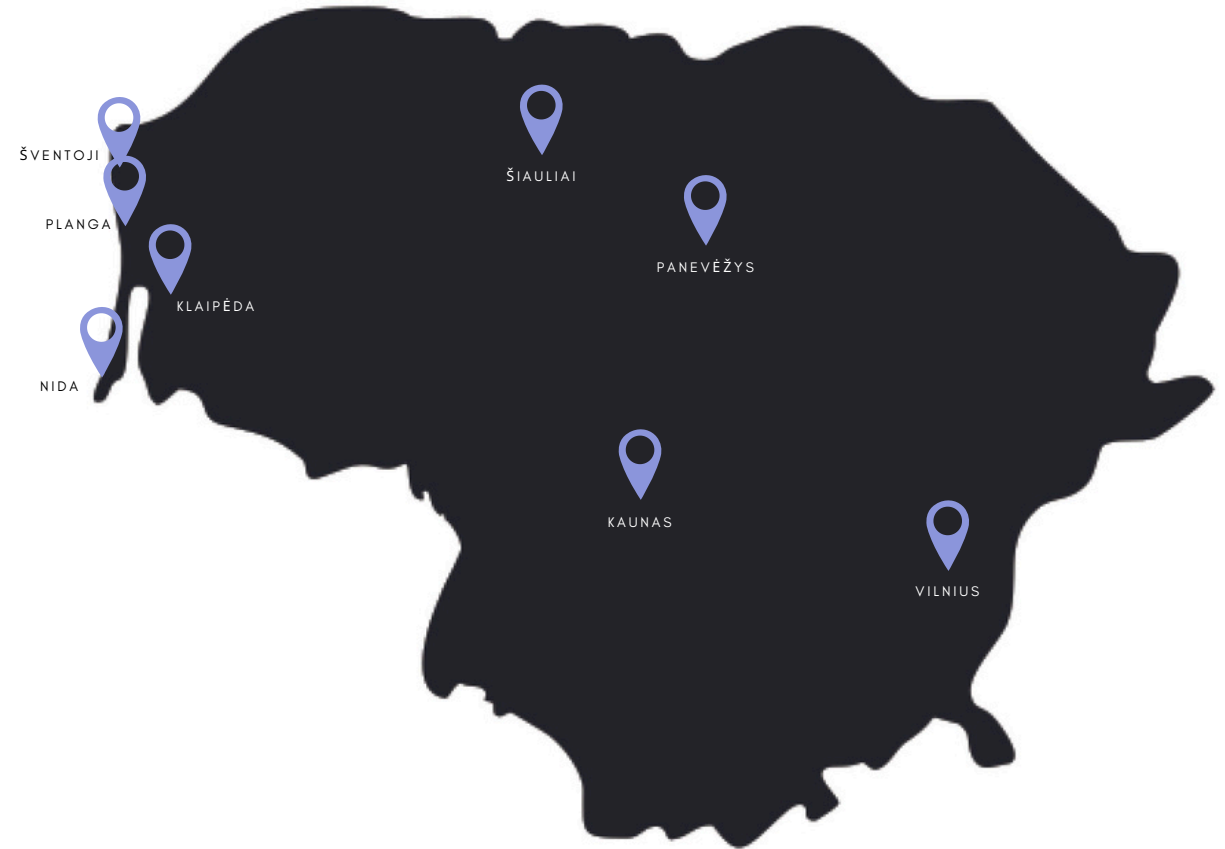 ŠVENTOJI
ŠIAULIAI
PLANGA
PANEVĖŽYS
KLAIPĖDA
NIDA
KAUNAS
VILNIUS